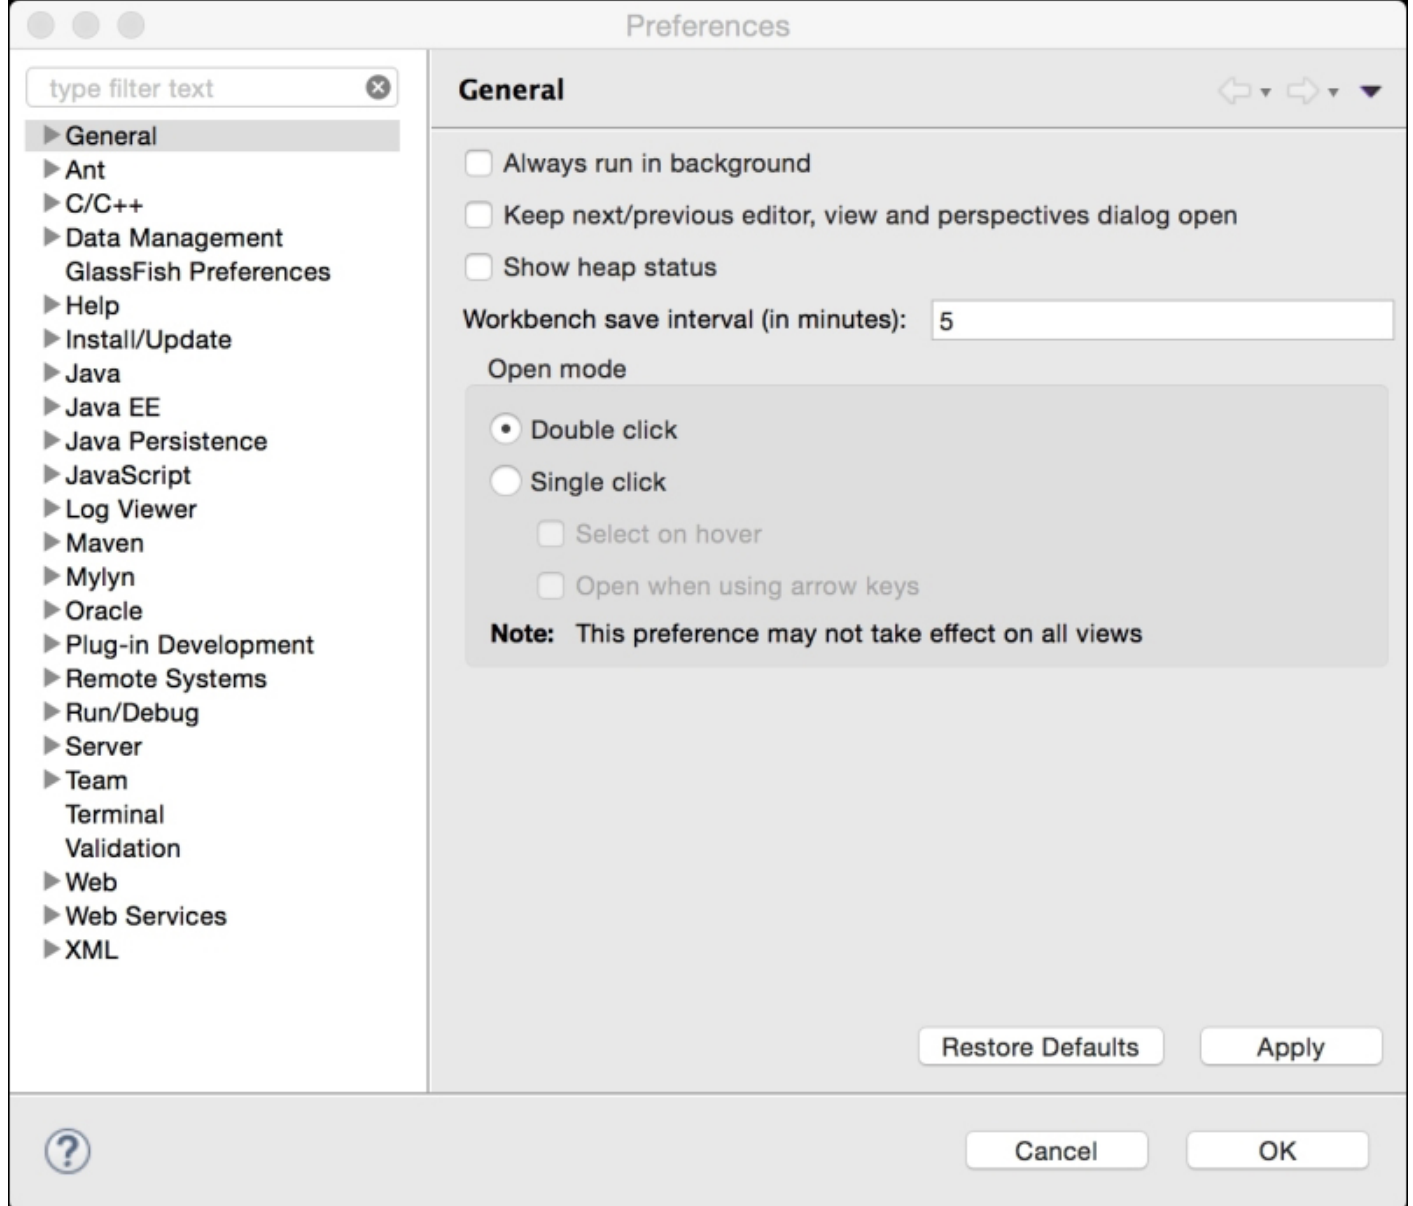 Preferences
type filter text
General
Ant
C/C++
Data Management
GlassFish Preferences
Help
Install/Update
Java
Java EE
Java Persistence
JavaScript
Log Viewer
Maven
Mylyn
Oracle
Plug-in Development
Remote Systems
Run/Debug
Server
Team
Terminal
Validation
Web
Web Services
XML
General
Always run in background
Keep next/previous editor, view and perspectives dialog open
Show heap status
Workbench save interval (in minutes): 5
Open mode
Double click
Single click
Select on hover
Open when using arrow keys
Note: This preference may not take effect on all views
Restore Defaults Apply
? Cancel OK